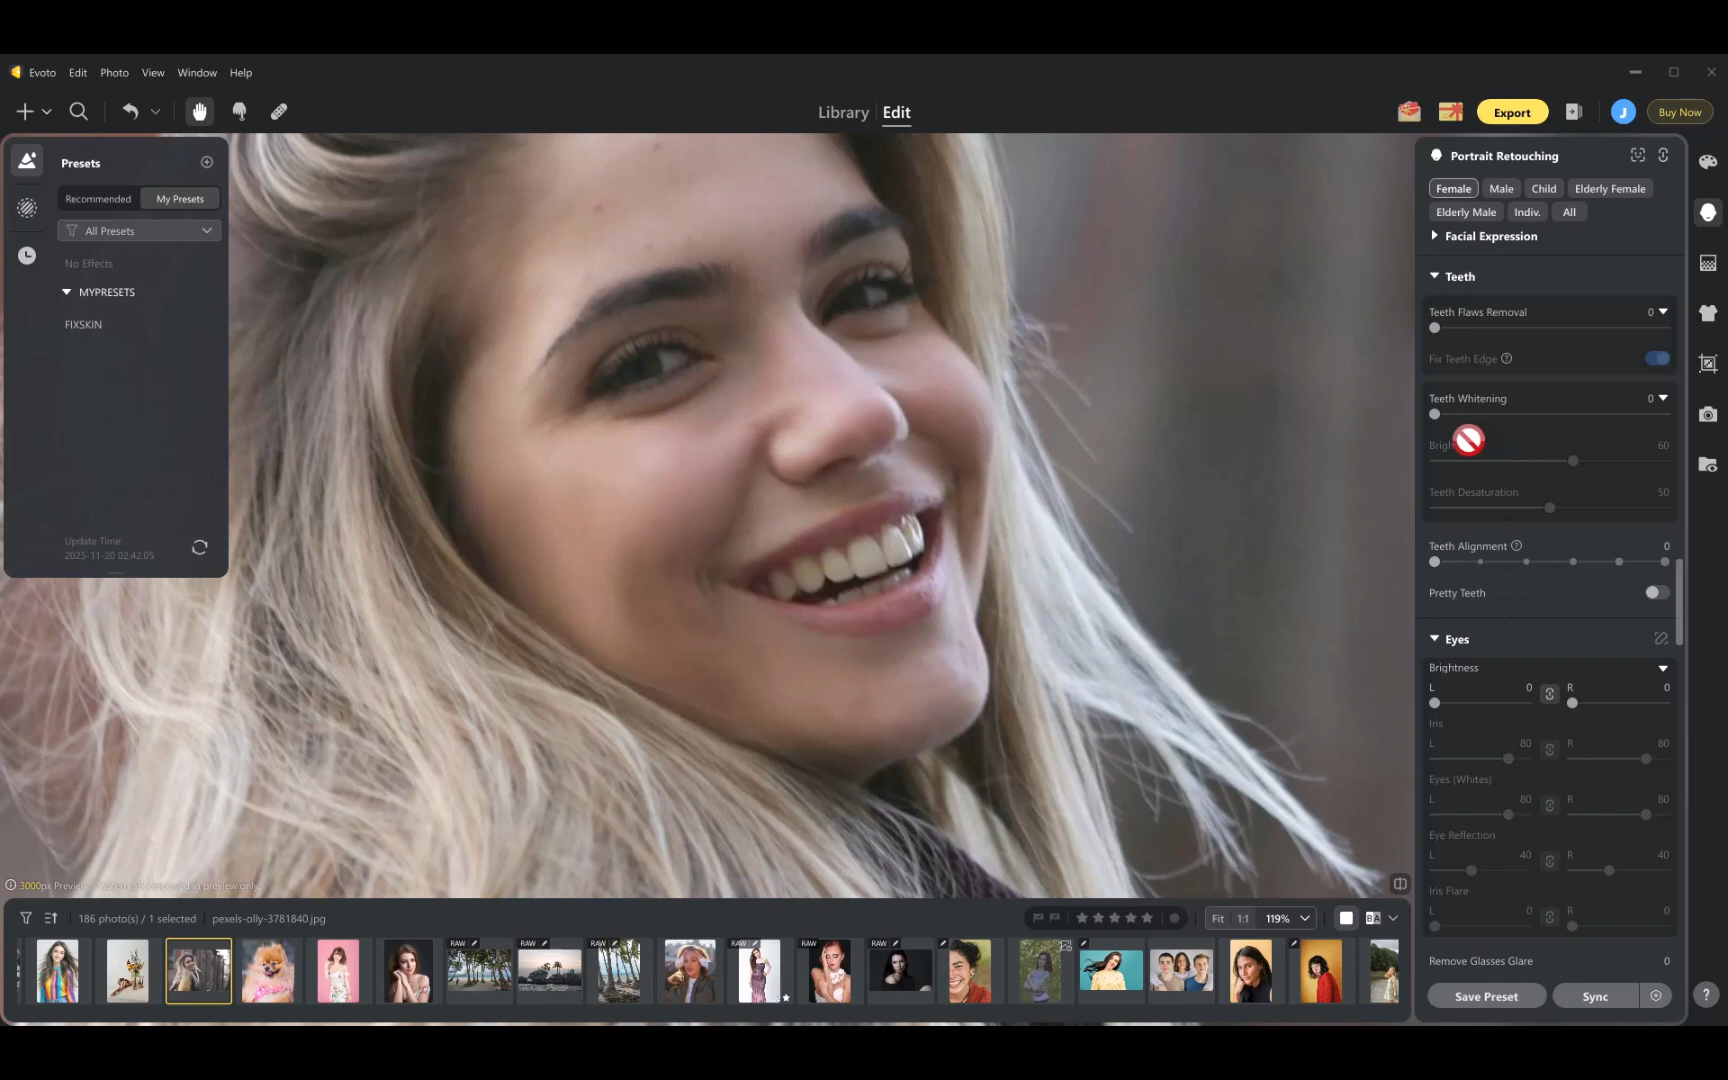 Evoto Edit Photo View Window Help
Library Edit
Export
J
Buy Now
Presets
Recommended My Presets
All Presets
No Effects
MYPRESETS
FIXSKIN
Update Time:
2025-11-20 02:42:05
Portrait Retouching
Female Male Child Elderly Female
Elderly Male Indiv. All
Facial Expression
Teeth
Teeth Flaws Removal 0
Fix Teeth Edge ?
Teeth Whitening 0
60
Teeth Desaturation 50
Teeth Alignment ? 0
Pretty Teeth
Eyes
Brightness
L 0 R 0
Iris
L 80 R 80
Eyes (Whites)
L 80 R 80
Eye Reflection
L 40 R 40
Iris Flare
L 0 R 0
Remove Glasses Glare 0
Save Preset Sync
?
3000px Preview preview only.
186 photo(s) / 1 selected pexels-olly-3781840.jpg
Fit 1:1 119%
BA
RAW RAW RAW RAW RAW RAW